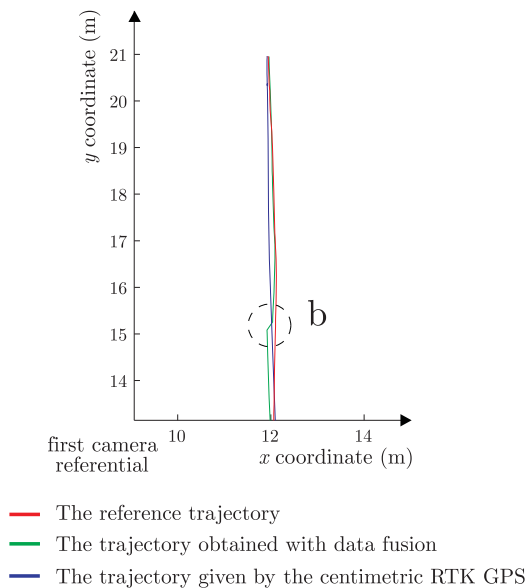 y coordinate (m)
21
20
19
18
17
16
15
14
b
10
12
14
first camera
referential
x coordinate (m)
The reference trajectory
The trajectory obtained with data fusion
The trajectory given by the centimetric RTK GPS